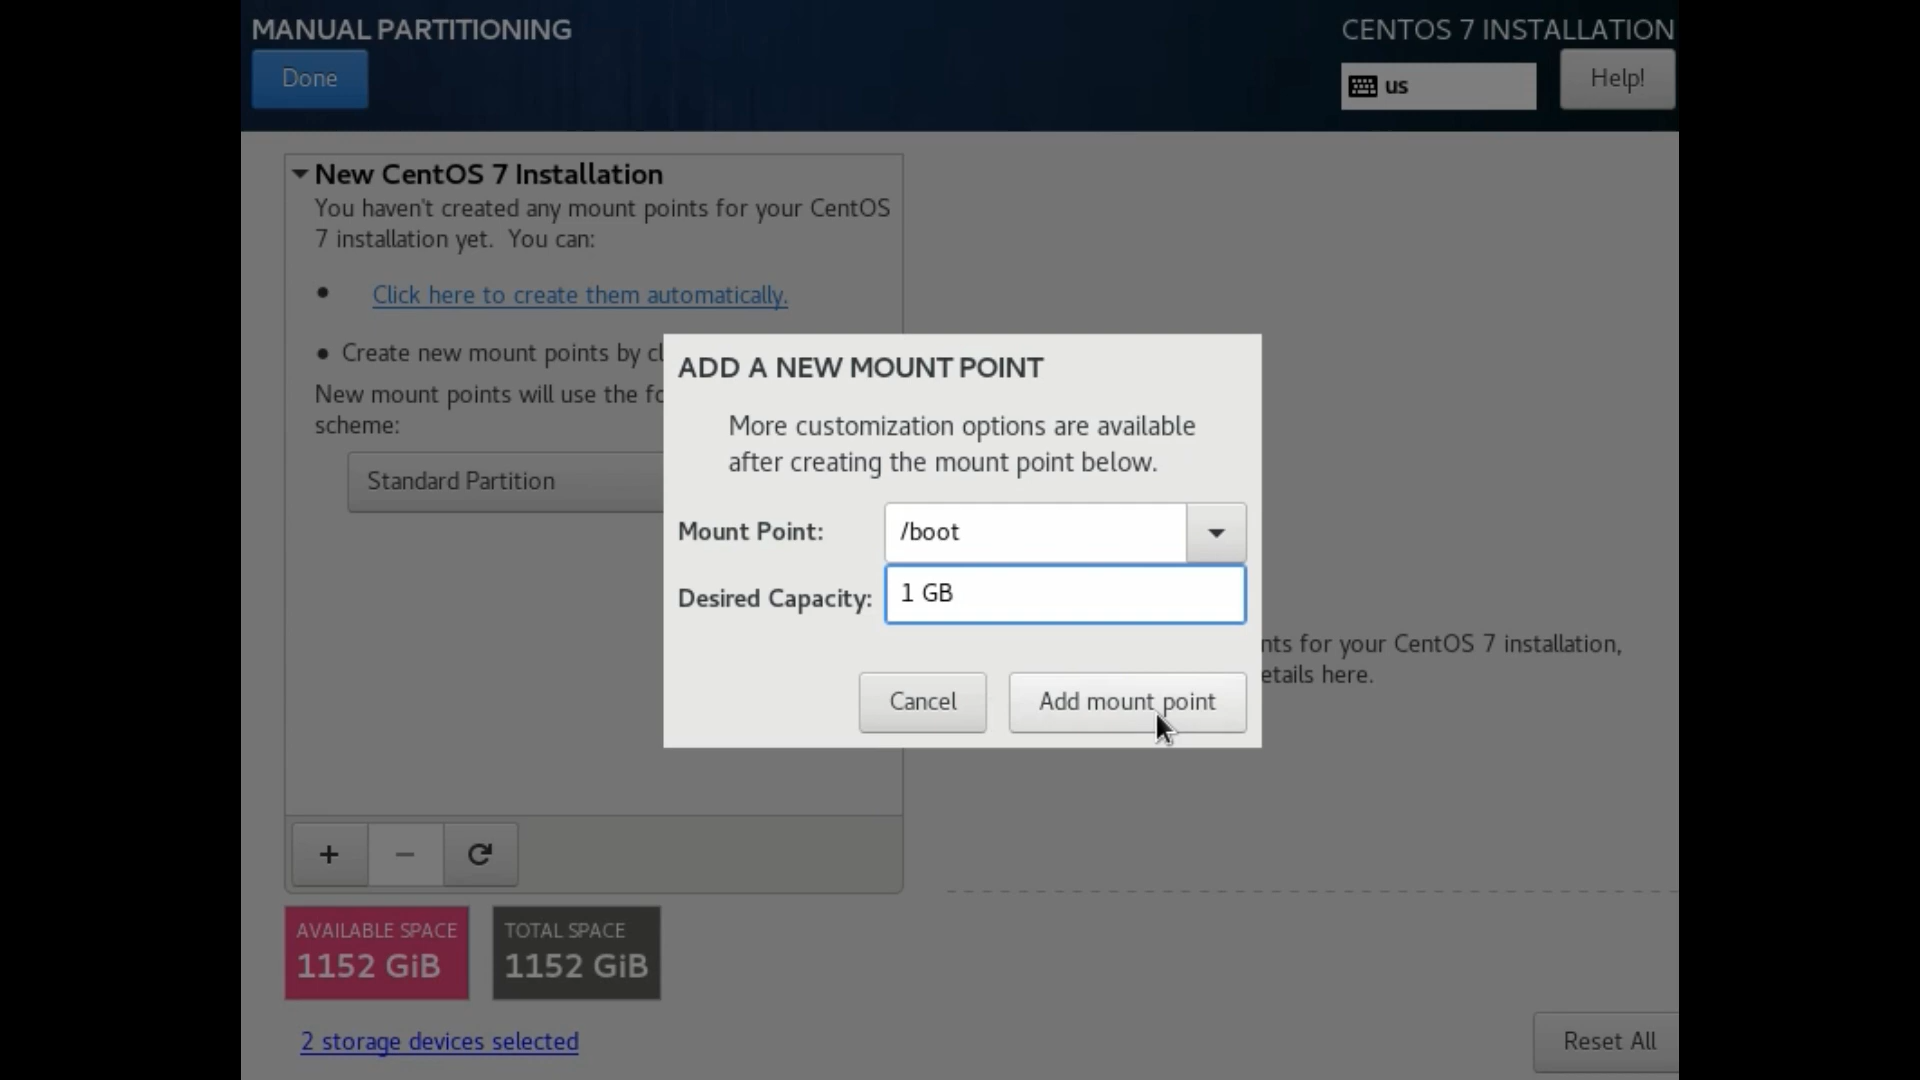 MANUAL PARTITIONING
CENTOS 7 INSTALLATION
Done
us
Help!
New CentOS 7 Installation
You haven't created any mount points for your CentOS
7 installation yet. You can:
• Click here to create them automatically.
• Create new mount points by cl
New mount points will use the fo
scheme:
Standard Partition
ADD A NEW MOUNT POINT
More customization options are available
after creating the mount point below.
Mount Point:
/boot
Desired Capacity:
1 GB
Cancel
Add mount point
nts for your CentOS 7 installation,
etails here.
+ −
AVAILABLE SPACE
1152 GiB
TOTAL SPACE
1152 GiB
2 storage devices selected
Reset All